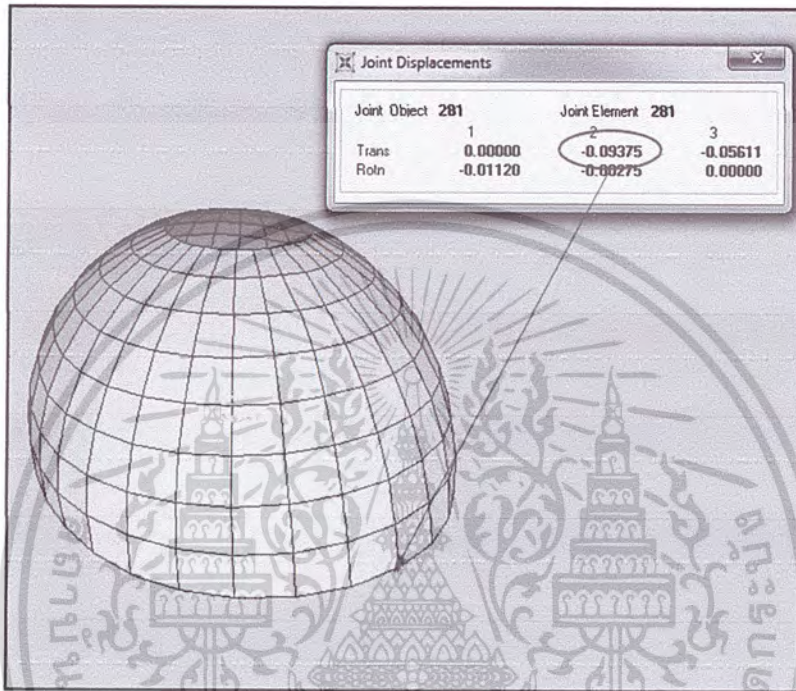 Joint Displacements
Joint Object 281 Joint Element 281
1 2 3
Trans 0.00000 -0.09375 -0.05611
Rotn -0.01120 -0.00275 0.00000